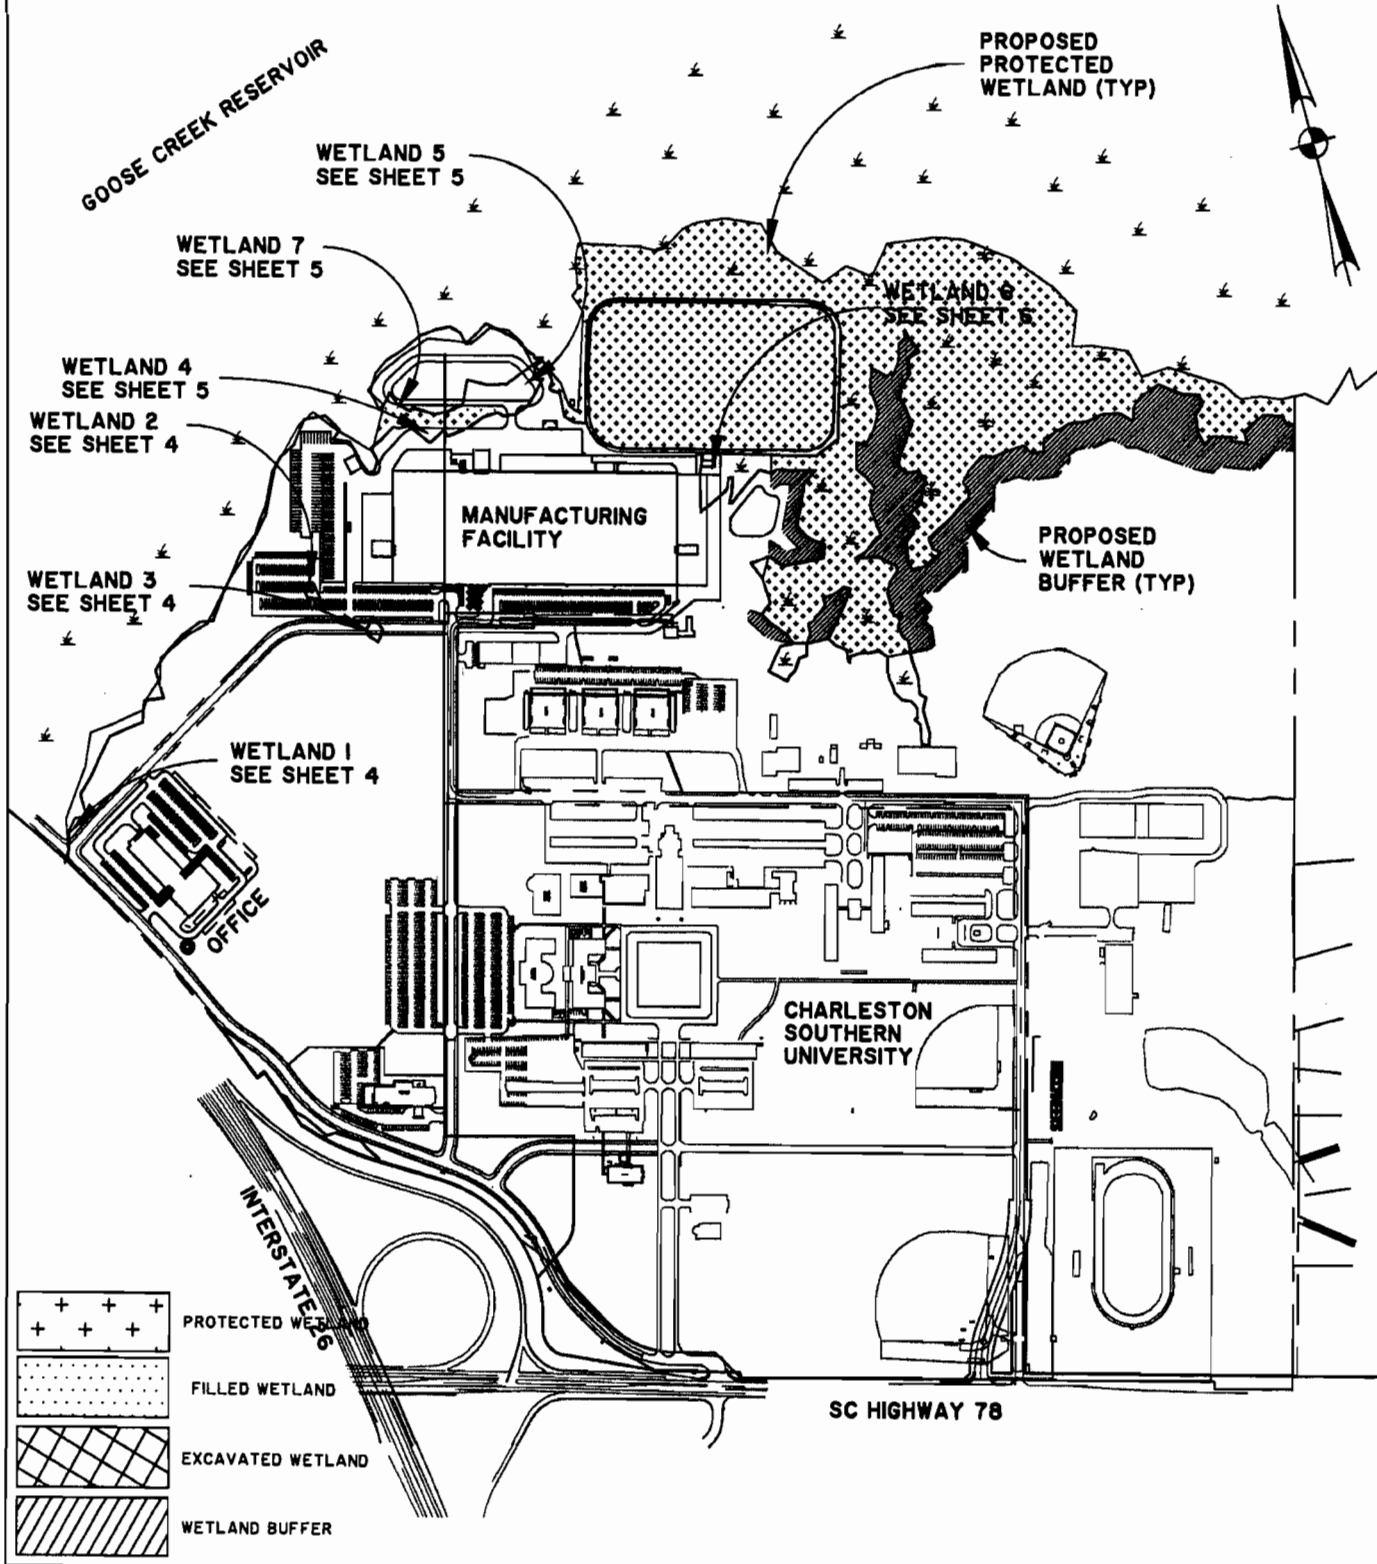 GOOSE CREEK RESERVOIR
PROPOSED
PROTECTED
WETLAND (TYP)
WETLAND 5
SEE SHEET 5
WETLAND 7
SEE SHEET 5
WETLAND 6
SEE SHEET 6
WETLAND 4
SEE SHEET 5
WETLAND 2
SEE SHEET 4
MANUFACTURING
FACILITY
PROPOSED
WETLAND
BUFFER (TYP)
WETLAND 3
SEE SHEET 4
WETLAND 1
SEE SHEET 4
OFFICE
CHARLESTON
SOUTHERN
UNIVERSITY
INTERSTATE 26
SC HIGHWAY 78
PROTECTED WETLAND
FILLED WETLAND
EXCAVATED WETLAND
WETLAND BUFFER